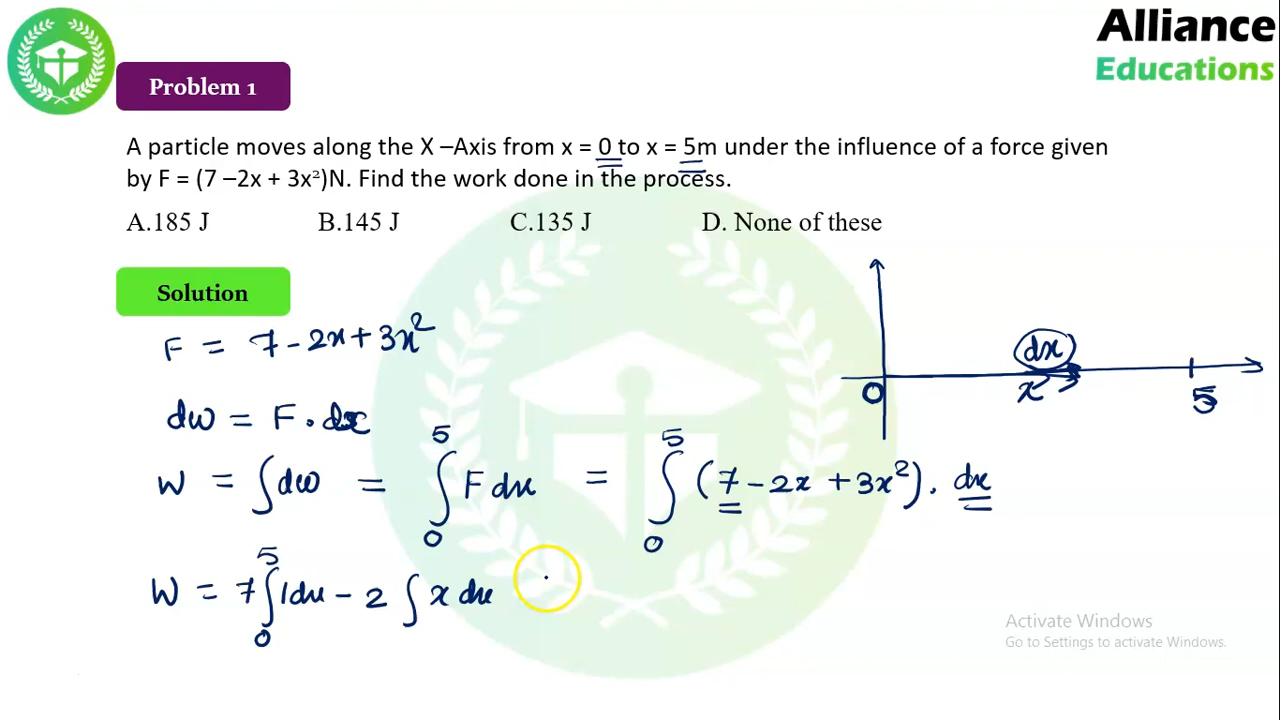 Alliance
Educations
Problem 1
A particle moves along the X –Axis from x = 0 to x = 5m under the influence of a force given
by F = (7 –2x + 3x²)N. Find the work done in the process.
A.185 J B.145 J C.135 J D. None of these
Solution
F = 7 - 2x + 3x²
dx
0 x 5
dw = F . dx
W = ∫dw = ∫₀⁵ F dx = ∫₀⁵ (7 - 2x + 3x²) . dx
W = 7 ∫₀⁵ 1 dx - 2 ∫ x dx
Activate Windows
Go to Settings to activate Windows.